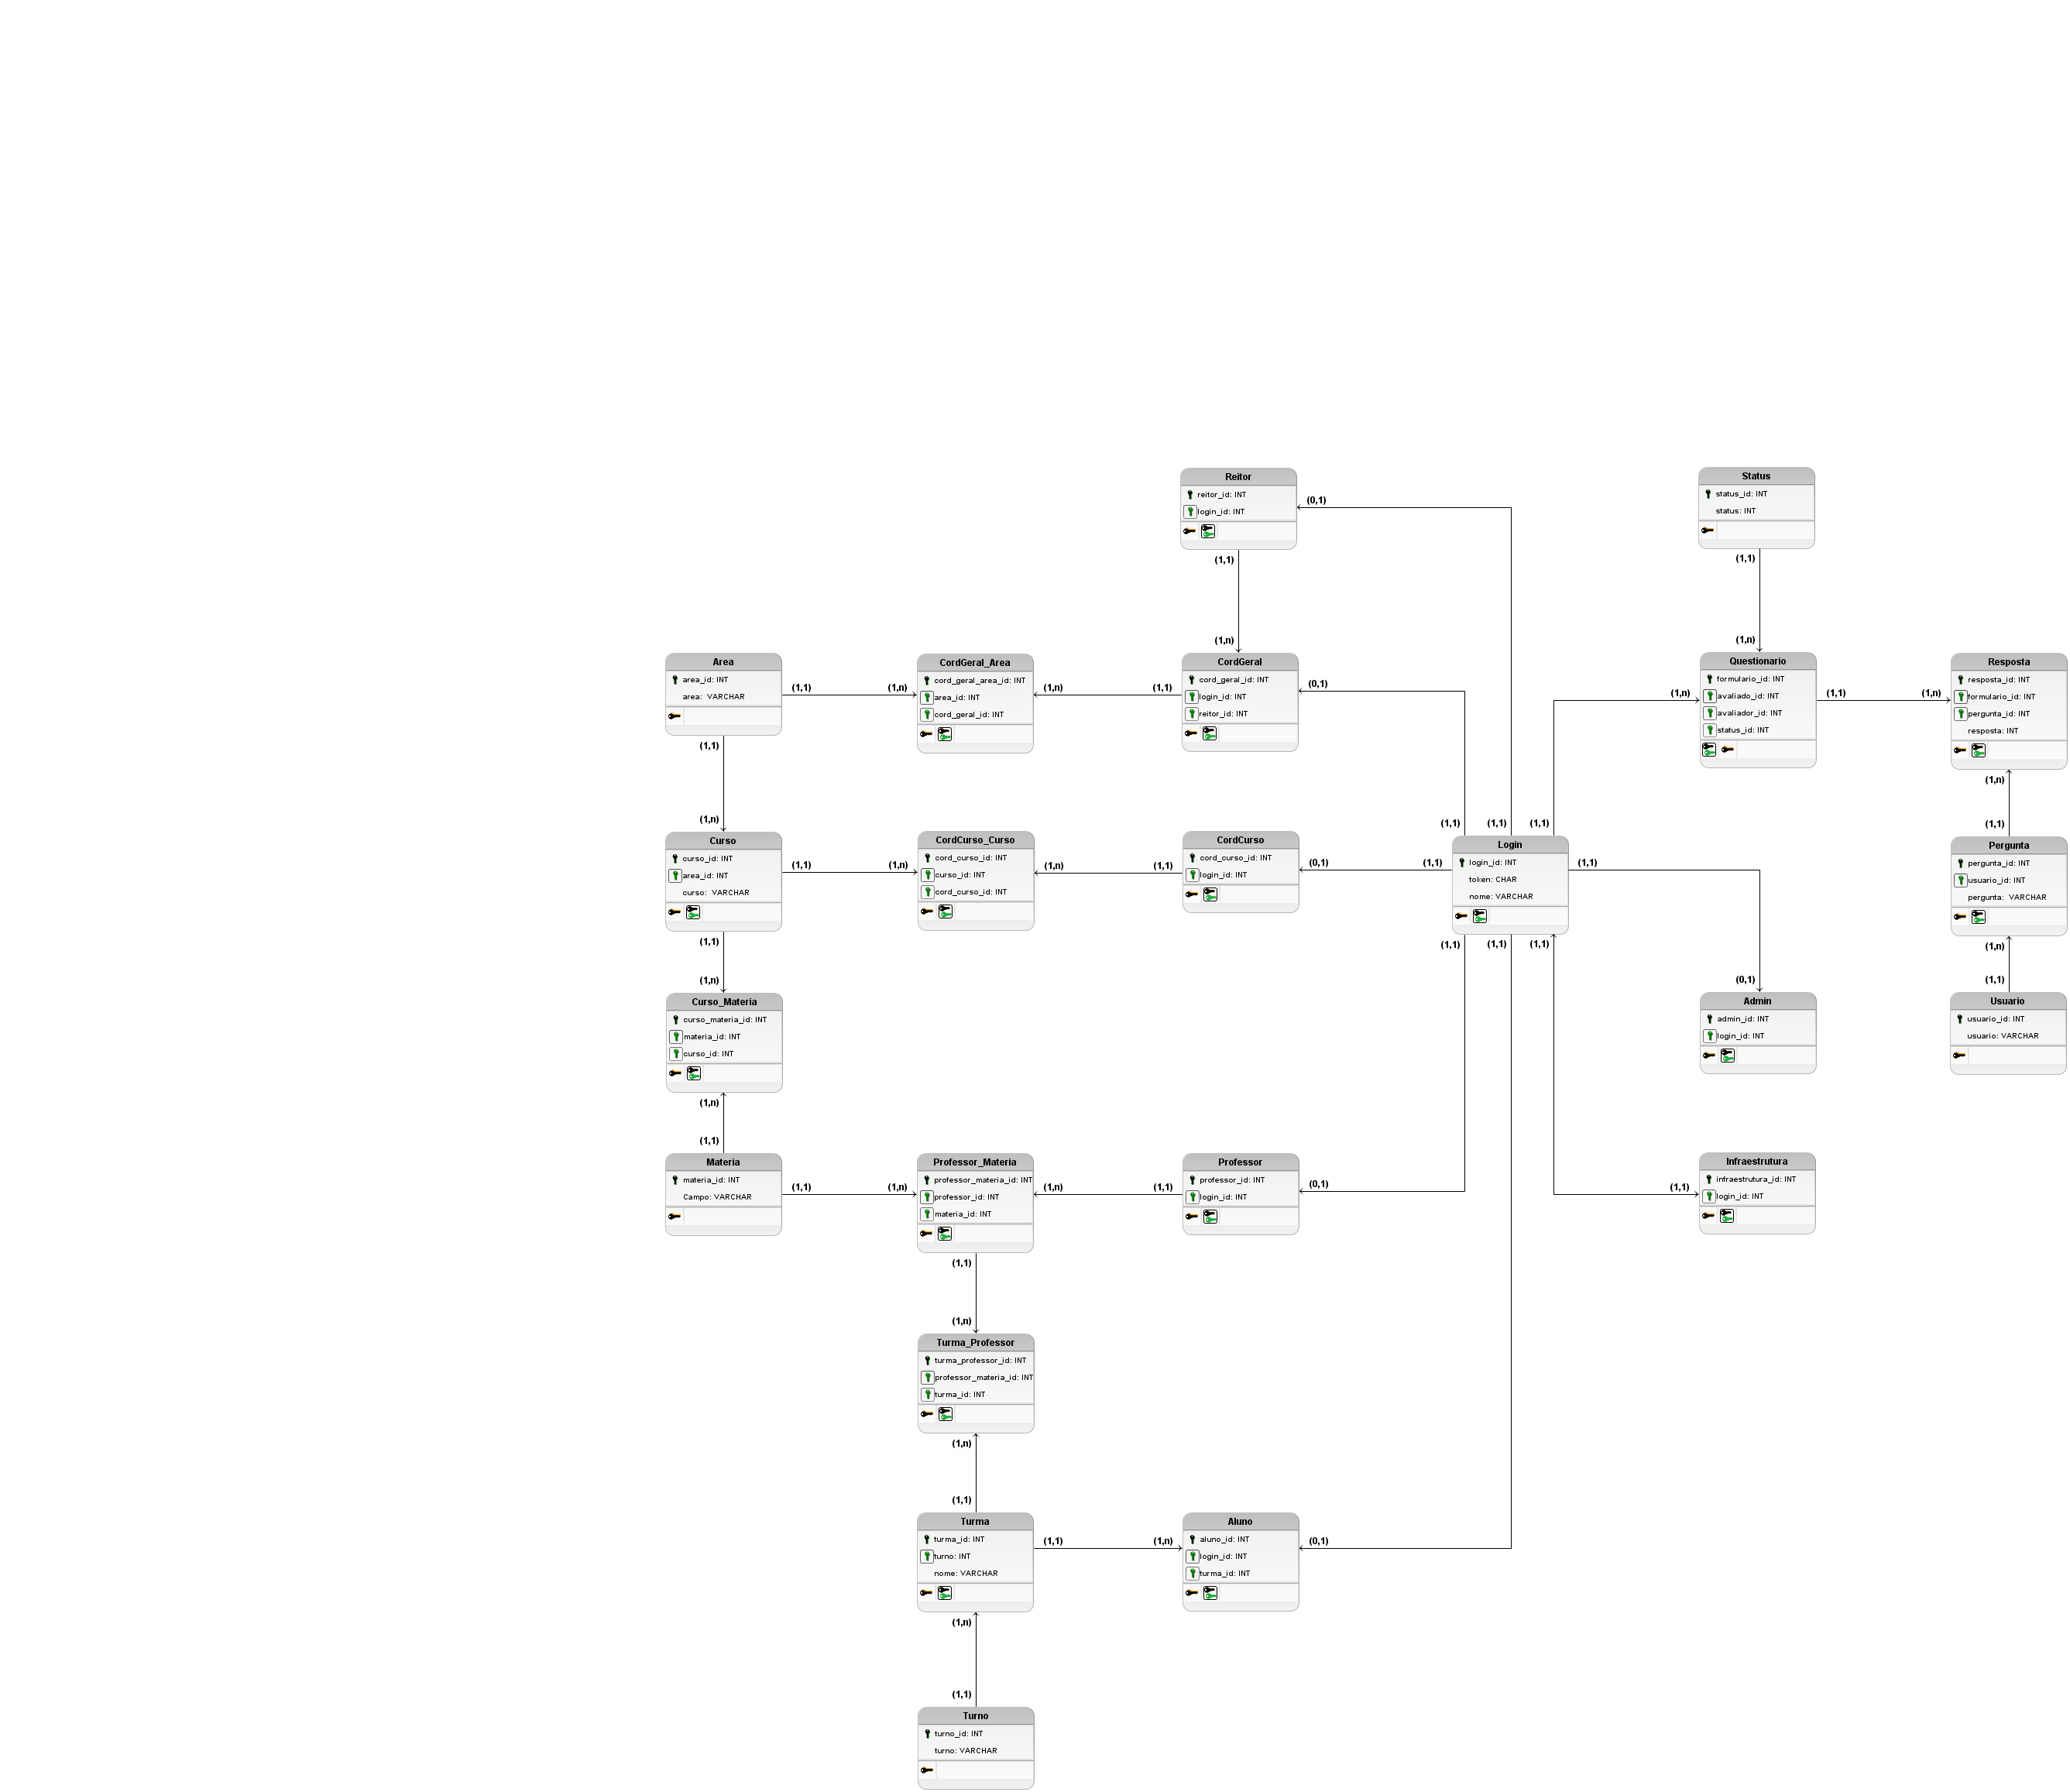 Reitor
reitor_id: INT
login_id: INT
(0,1)
(1,1)
(1,n)
Status
status_id: INT
status: INT
(1,1)
(1,n)
Area
area_id: INT
area: VARCHAR
(1,1)
(1,n)
CordGeral_Area
cord_geral_area_id: INT
area_id: INT
cord_geral_id: INT
(1,n)
(1,1)
CordGeral
cord_geral_id: INT
login_id: INT
reitor_id: INT
(0,1)
Questionario
formulario_id: INT
avaliado_id: INT
avaliador_id: INT
status_id: INT
(1,n)
(1,1)
(1,n)
Resposta
resposta_id: INT
formulario_id: INT
pergunta_id: INT
resposta: INT
(1,1)
(1,n)
(1,n)
(1,1)
(1,1)
(1,1)
(1,1)
Curso
curso_id: INT
area_id: INT
curso: VARCHAR
(1,1)
(1,n)
CordCurso_Curso
cord_curso_id: INT
curso_id: INT
cord_curso_id: INT
(1,n)
(1,1)
CordCurso
cord_curso_id: INT
login_id: INT
(0,1)
(1,1)
Login
login_id: INT
token: CHAR
nome: VARCHAR
(1,1)
Pergunta
pergunta_id: INT
usuario_id: INT
pergunta: VARCHAR
(1,1)
(1,n)
(1,1)
(1,1)
(1,1)
(0,1)
(1,n)
(1,1)
Curso_Materia
curso_materia_id: INT
materia_id: INT
curso_id: INT
(1,n)
(1,1)
Admin
admin_id: INT
login_id: INT
Usuario
usuario_id: INT
usuario: VARCHAR
Materia
materia_id: INT
Campo: VARCHAR
(1,1)
(1,n)
Professor_Materia
professor_materia_id: INT
professor_id: INT
materia_id: INT
(1,n)
(1,1)
Professor
professor_id: INT
login_id: INT
(0,1)
(1,1)
Infraestrutura
infraestrutura_id: INT
login_id: INT
(1,1)
(1,n)
Turma_Professor
turma_professor_id: INT
professor_materia_id: INT
turma_id: INT
(1,n)
(1,1)
Turma
turma_id: INT
turno: INT
nome: VARCHAR
(1,1)
(1,n)
Aluno
aluno_id: INT
login_id: INT
turma_id: INT
(0,1)
(1,n)
(1,1)
Turno
turno_id: INT
turno: VARCHAR